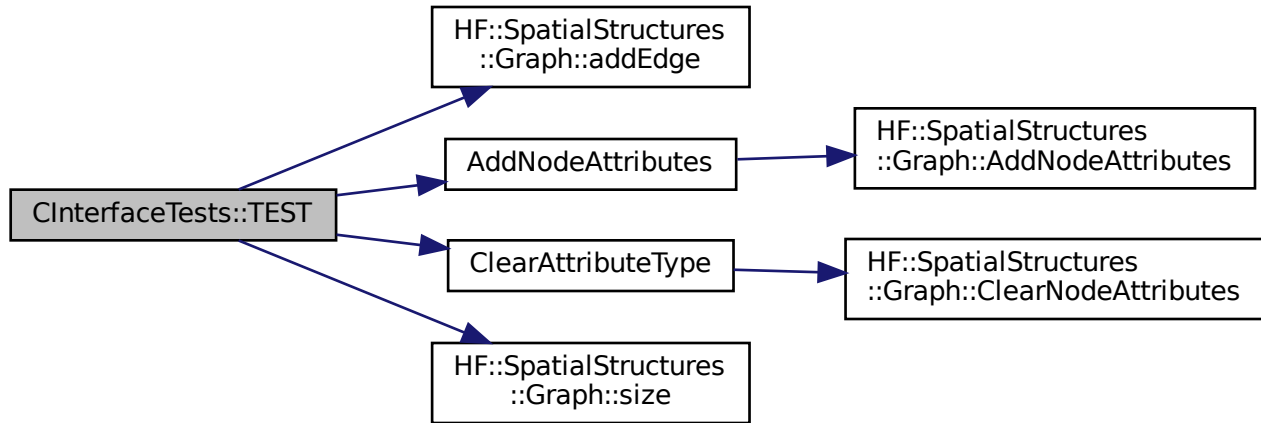 HF::SpatialStructures
::Graph::addEdge
AddNodeAttributes
HF::SpatialStructures
::Graph::AddNodeAttributes
CInterfaceTests::TEST
ClearAttributeType
HF::SpatialStructures
::Graph::ClearNodeAttributes
HF::SpatialStructures
::Graph::size